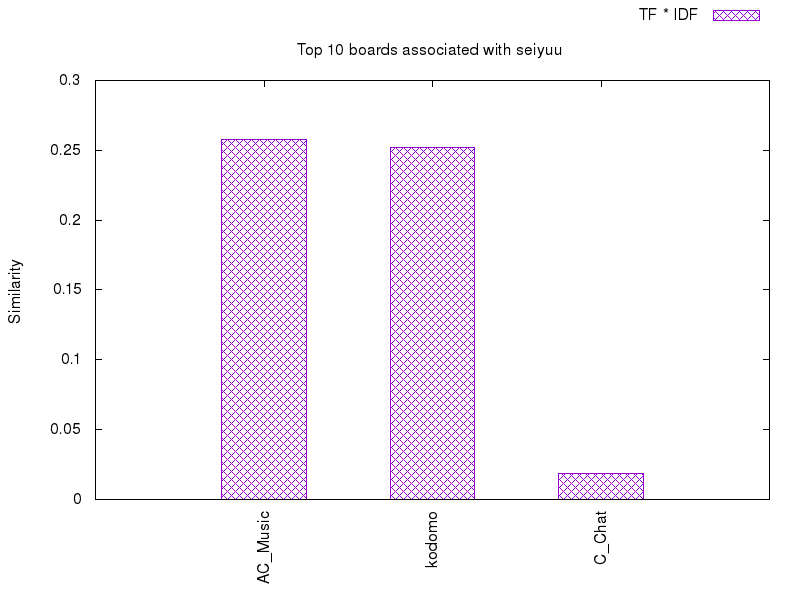 TF * IDF
Top 10 boards associated with seiyuu
0.3
0.25
0.2
0.15
0.1
0.05
0
Similarity
AC_Music
kodomo
C_Chat